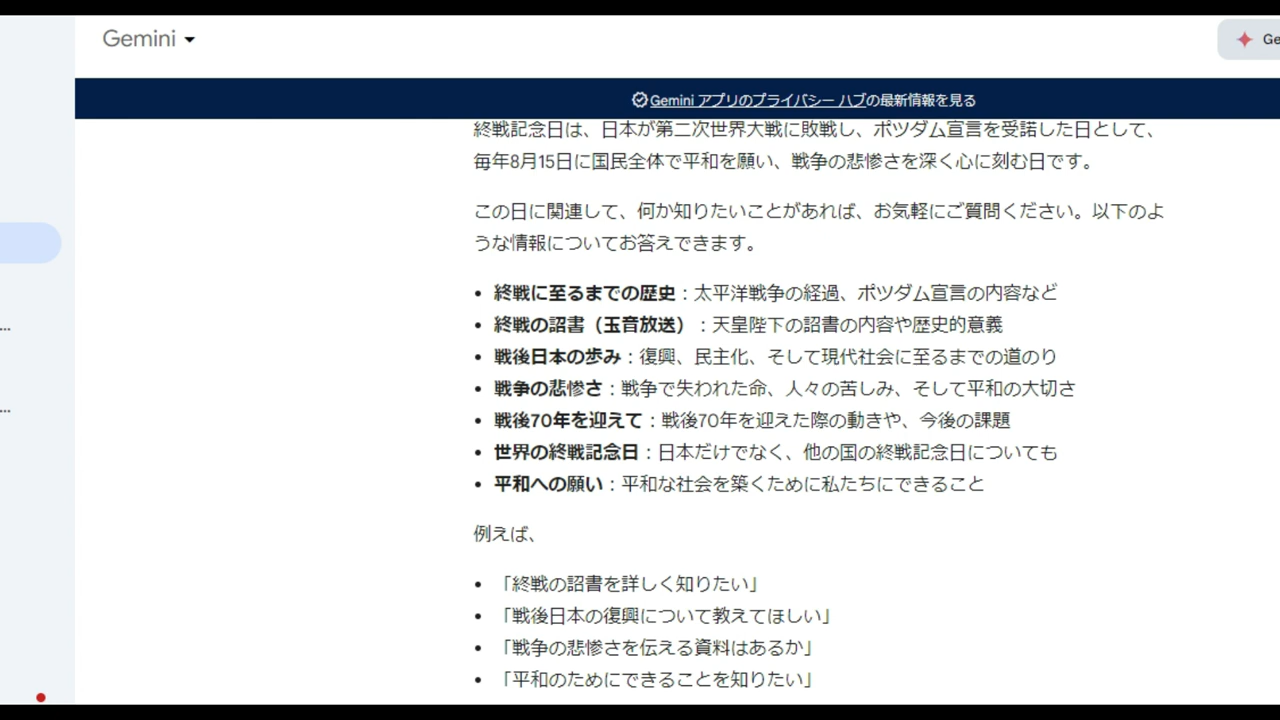 Gemini
Ge
Gemini アプリのプライバシー ハブの最新情報を見る
終戦記念日は、日本が第二次世界大戦に敗戦し、ポツダム宣言を受諾した日として、
毎年8月15日に国民全体で平和を願い、戦争の悲惨さを深く心に刻む日です。
この日に関連して、何か知りたいことがあれば、お気軽にご質問ください。以下のよ
うな情報についてお答えできます。
• 終戦に至るまでの歴史：太平洋戦争の経過、ポツダム宣言の内容など
• 終戦の詔書（玉音放送）：天皇陛下の詔書の内容や歴史的意義
• 戦後日本の歩み：復興、民主化、そして現代社会に至るまでの道のり
• 戦争の悲惨さ：戦争で失われた命、人々の苦しみ、そして平和の大切さ
• 戦後70年を迎えて：戦後70年を迎えた際の動きや、今後の課題
• 世界の終戦記念日：日本だけでなく、他の国の終戦記念日についても
• 平和への願い：平和な社会を築くために私たちにできること
例えば、
• 「終戦の詔書を詳しく知りたい」
• 「戦後日本の復興について教えてほしい」
• 「戦争の悲惨さを伝える資料はあるか」
• 「平和のためにできることを知りたい」
...
...